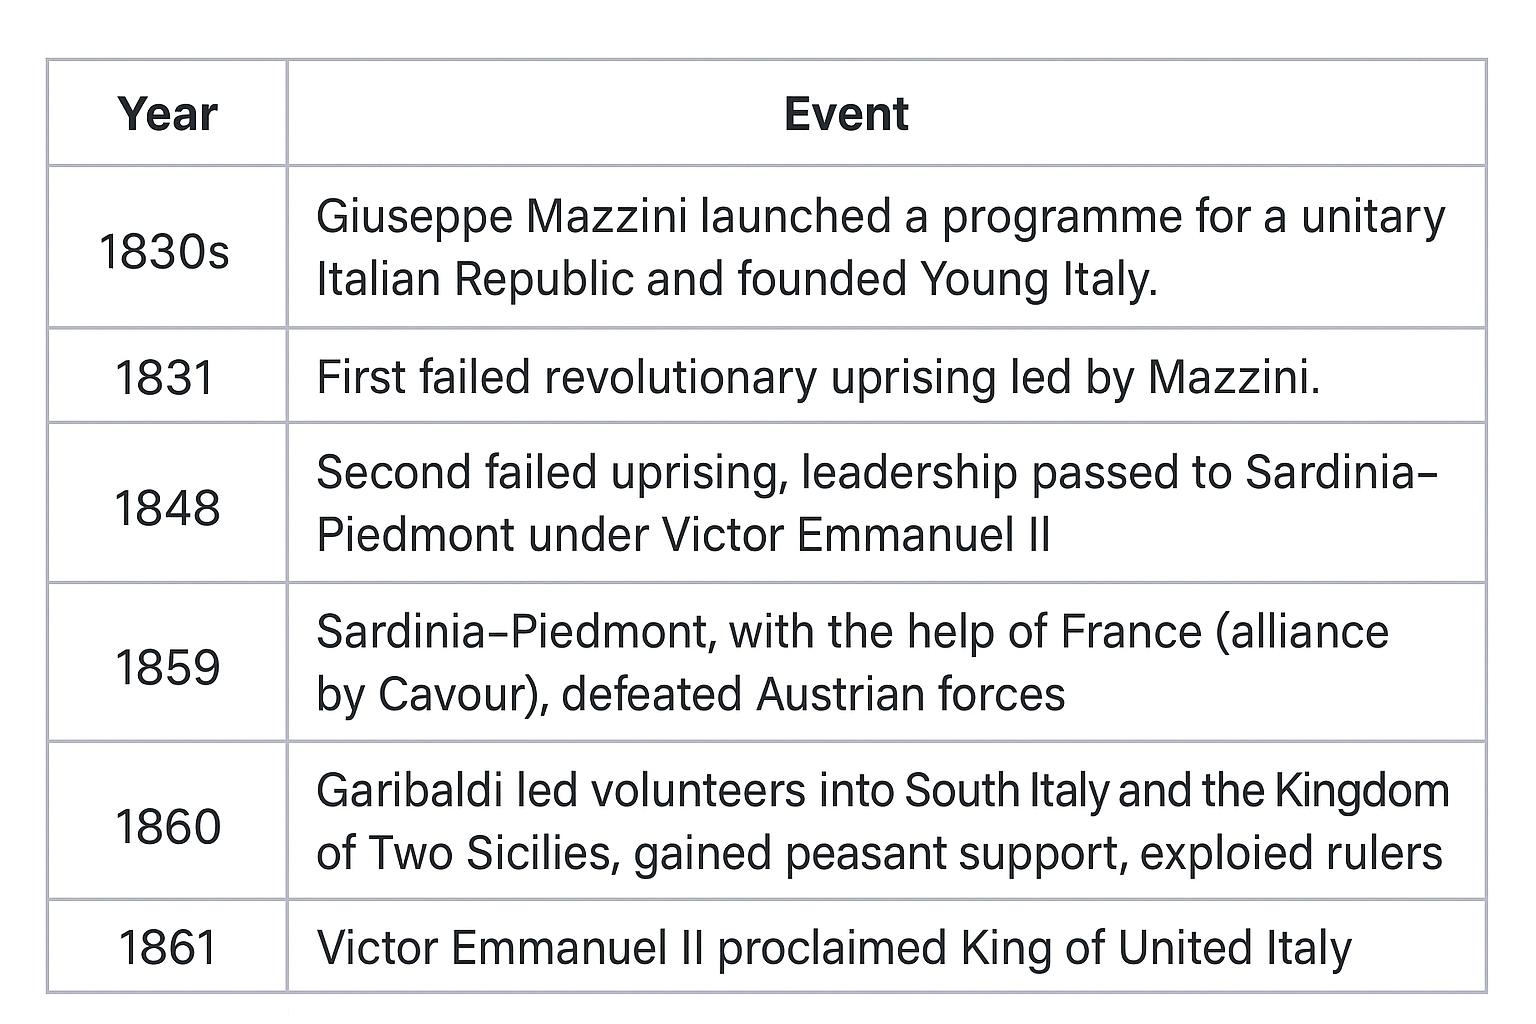 Year
Event
1830s
Giuseppe Mazzini launched a programme for a unitary
Italian Republic and founded Young Italy.
1831
First failed revolutionary uprising led by Mazzini.
1848
Second failed uprising, leadership passed to Sardinia–
Piedmont under Victor Emmanuel II
1859
Sardinia–Piedmont, with the help of France (alliance
by Cavour), defeated Austrian forces
1860
Garibaldi led volunteers into South Italy and the Kingdom
of Two Sicilies, gained peasant support, exploied rulers
1861
Victor Emmanuel II proclaimed King of United Italy